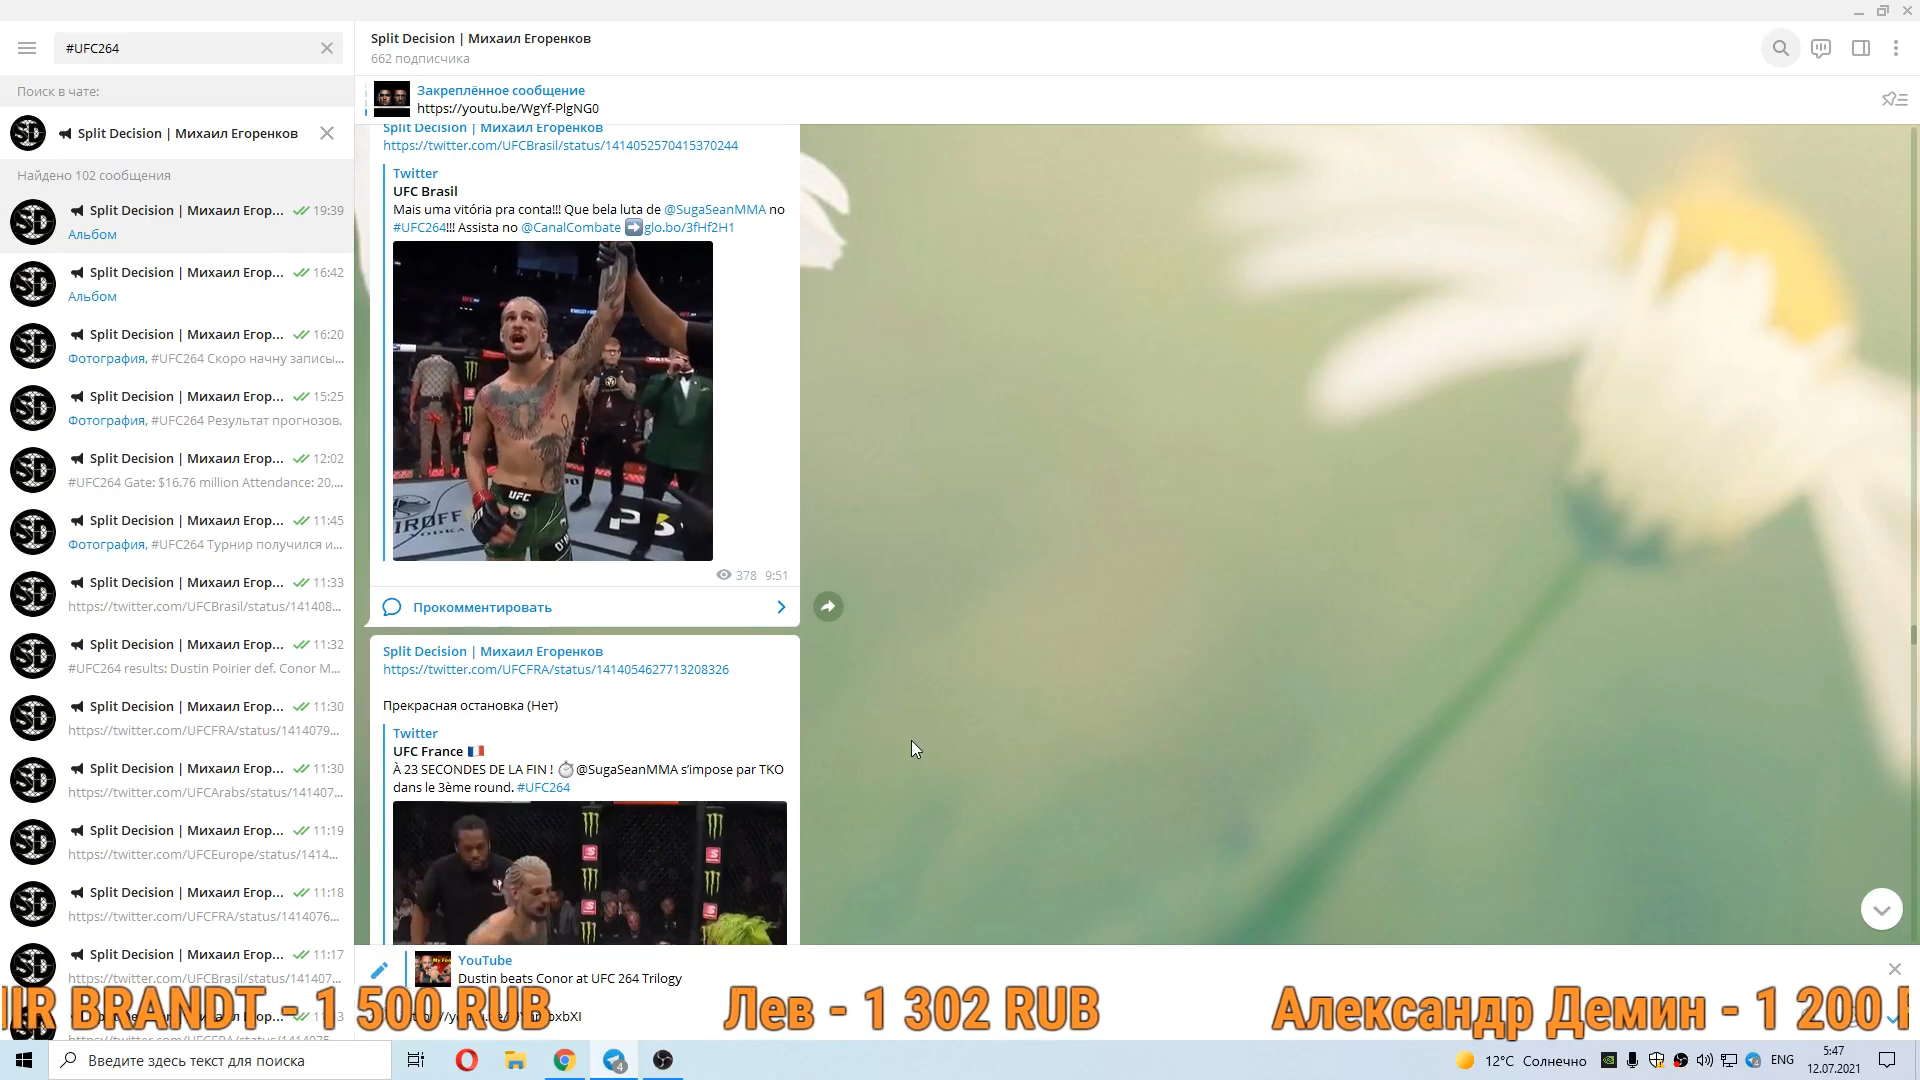 #UFC264
Поиск в чате:
Split Decision | Михаил Егоренков
Найдено 102 сообщения
Split Decision | Михаил Егор... 19:39
Альбом
Split Decision | Михаил Егор... 16:42
Альбом
Split Decision | Михаил Егор... 16:20
Фотография, #UFC264 Скоро начну записы...
Split Decision | Михаил Егор... 15:25
Фотография, #UFC264 Результат прогнозов.
Split Decision | Михаил Егор... 12:02
#UFC264 Gate: $16.76 million Attendance: 20,...
Split Decision | Михаил Егор... 11:45
Фотография, #UFC264 Турнир получился и...
Split Decision | Михаил Егор... 11:33
https://twitter.com/UFCBrasil/status/141408...
Split Decision | Михаил Егор... 11:32
#UFC264 results: Dustin Poirier def. Conor M...
Split Decision | Михаил Егор... 11:30
https://twitter.com/UFCFRA/status/1414079...
Split Decision | Михаил Егор... 11:30
https://twitter.com/UFCArabs/status/141407...
Split Decision | Михаил Егор... 11:19
https://twitter.com/UFCEurope/status/1414...
Split Decision | Михаил Егор... 11:18
https://twitter.com/UFCFRA/status/1414076...
Split Decision | Михаил Егор... 11:17
https://twitter.com/UFCBrasil/status/141407...
Split Decision | Михаил Егоренков
662 подписчика
Закреплённое сообщение
https://youtu.be/WgYf-PlgNG0
Split Decision | Михаил Егоренков
https://twitter.com/UFCBrasil/status/1414052570415370244
Twitter
UFC Brasil
Mais uma vitória pra conta!!! Que bela luta de @SugaSeanMMA no
#UFC264!!! Assista no @CanalCombate ➡️glo.bo/3fHf2H1
UFC
378 9:51
Прокомментировать
Split Decision | Михаил Егоренков
https://twitter.com/UFCFRA/status/1414054627713208326
Прекрасная остановка (Нет)
Twitter
UFC France 🇫🇷
À 23 SECONDES DE LA FIN ! ⏱️@SugaSeanMMA s'impose par TKO
dans le 3ème round. #UFC264
YouTube
Dustin beats Conor at UFC 264 Trilogy
BRANDT - 1 500 RUB Лев - 1 302 RUB Александр Демин - 1 200
Введите здесь текст для поиска
4
12°C Солнечно
ENG
5:47
12.07.2021